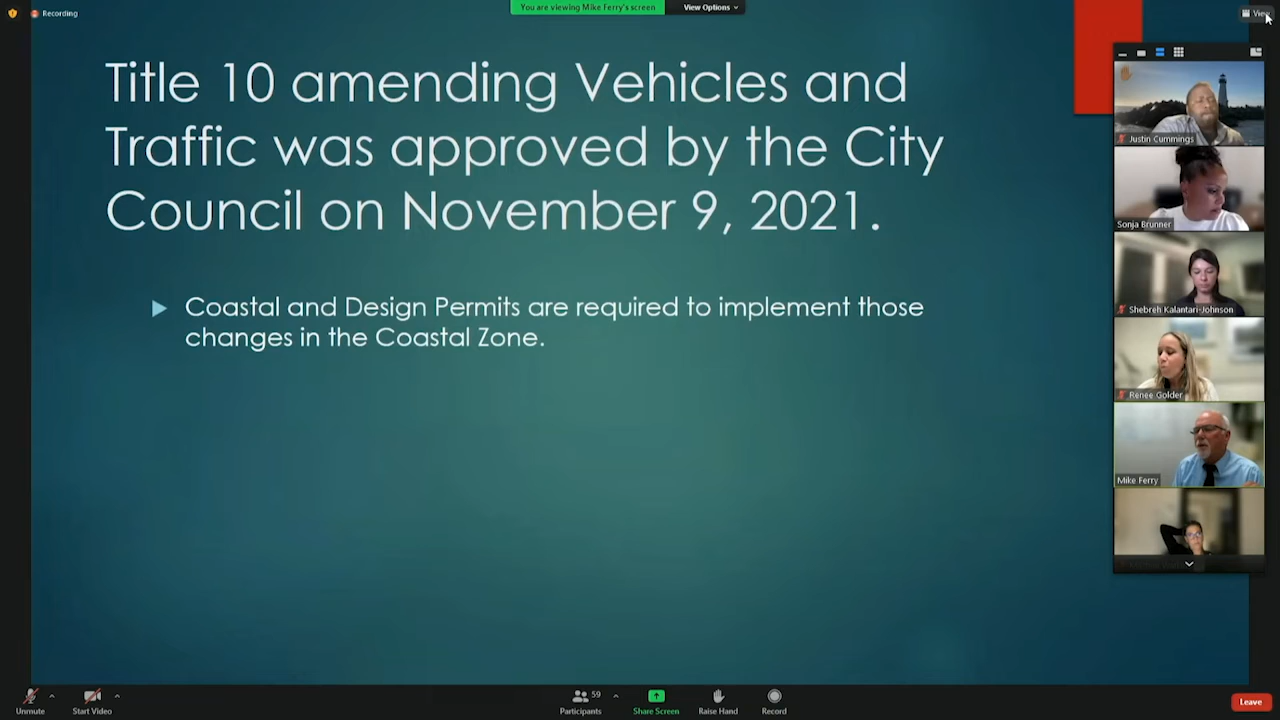 Recording
You are viewing Mike Ferry's screen
View Options
View
Title 10 amending Vehicles and
Traffic was approved by the City
Council on November 9, 2021.
Coastal and Design Permits are required to implement those
changes in the Coastal Zone.
Justin Cummings
Sonja Brunner
Shebreh Kalantari-Johnson
Renee Golder
Mike Ferry
Unmute
Start Video
59
Participants
Share Screen
Raise Hand
Record
Leave